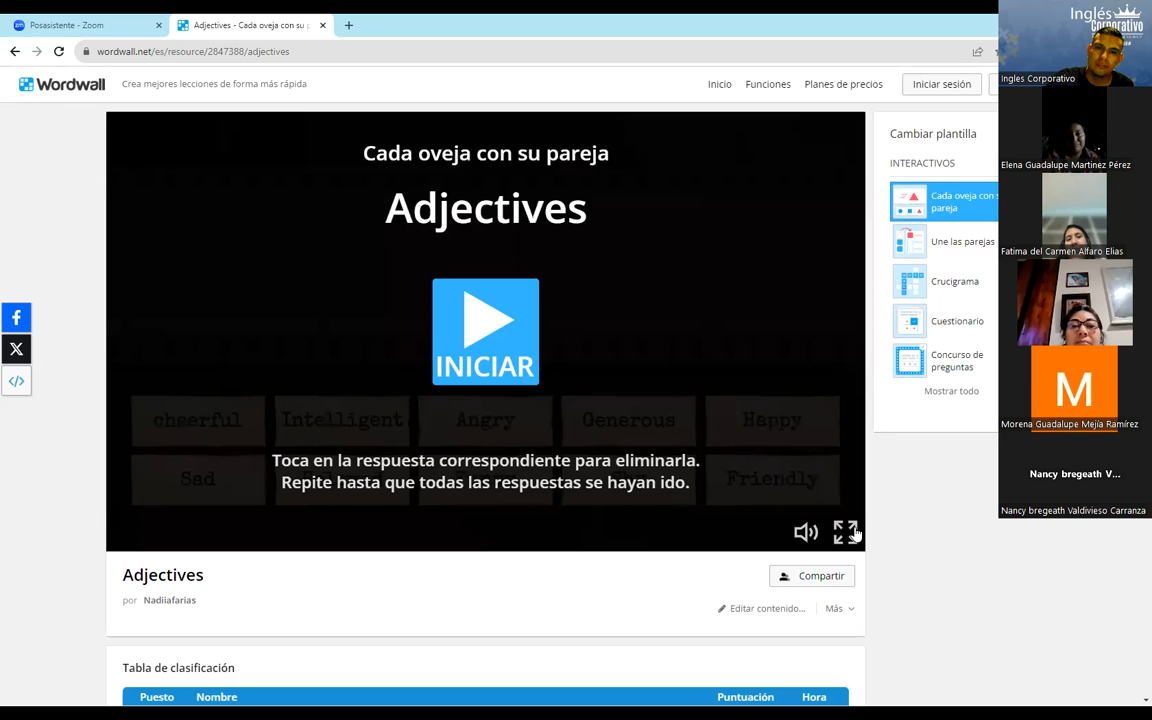 Posasistente - Zoom
Adjectives - Cada oveja con su p
wordwall.net/es/resource/2847388/adjectives
Wordwall
Crea mejores lecciones de forma más rápida
Inicio
Funciones
Planes de precios
Iniciar sesión
Cada oveja con su pareja
Adjectives
INICIAR
cheerful
Intelligent
Angry
Generous
Happy
Sad
Friendly
Toca en la respuesta correspondiente para eliminarla.
Repite hasta que todas las respuestas se hayan ido.
Adjectives
por Nadiiafarias
Compartir
Editar contenido...
Más
Tabla de clasificación
Puesto
Nombre
Puntuación
Hora
Cambiar plantilla
INTERACTIVOS
Cada oveja con s
pareja
Une las parejas
Crucigrama
Cuestionario
Concurso de
preguntas
Mostrar todo
Inglés
Corporativo
Ingles Corporativo
Elena Guadalupe Martinez Pérez
Fatima del Carmen Alfaro Elias
M
Morena Guadalupe Mejía Ramírez
Nancy bregeath V...
Nancy bregeath Valdivieso Carranza